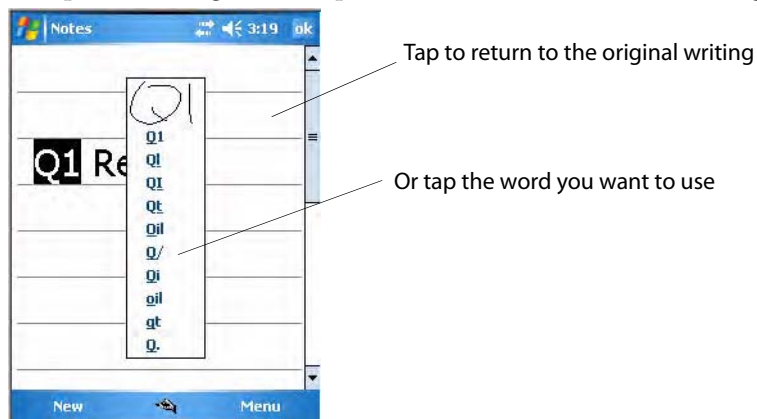 Notes 3:19 ok
Tap to return to the original writing
Q1
Q1
Ql
QI
Q1 Re
Qt
Or tap the word you want to use
Oil
Q/
Qi
oil
qt
Q.
New Menu